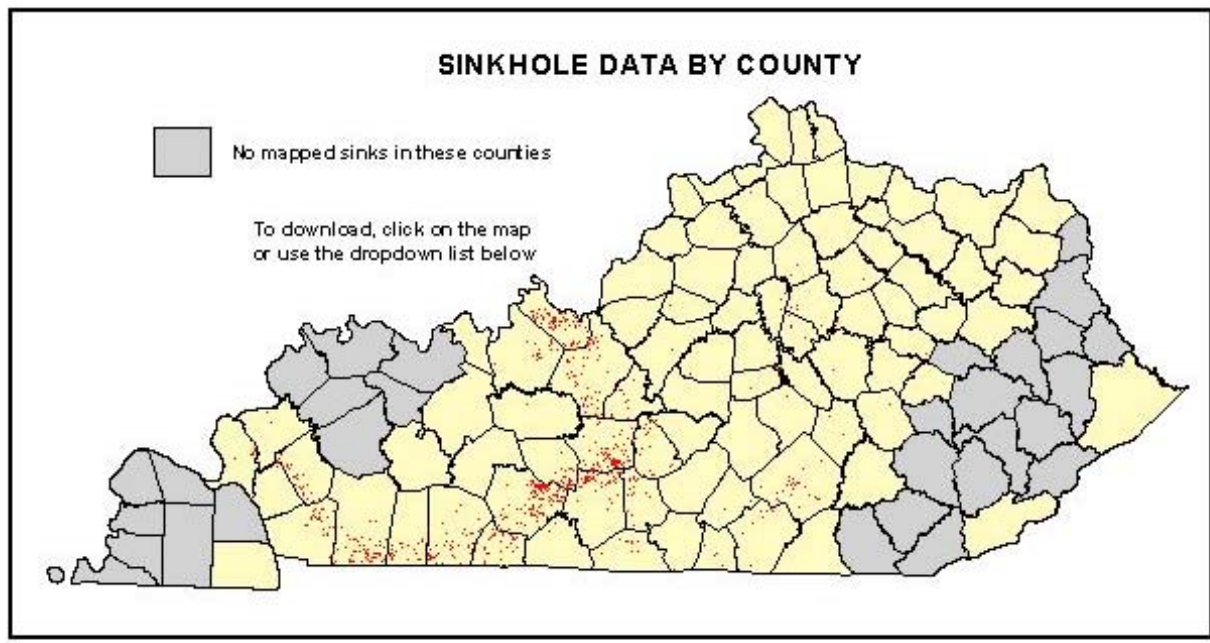 SINKHOLE DATA BY COUNTY
No mapped sinks in these counties
To download, click on the map
or use the dropdown list below